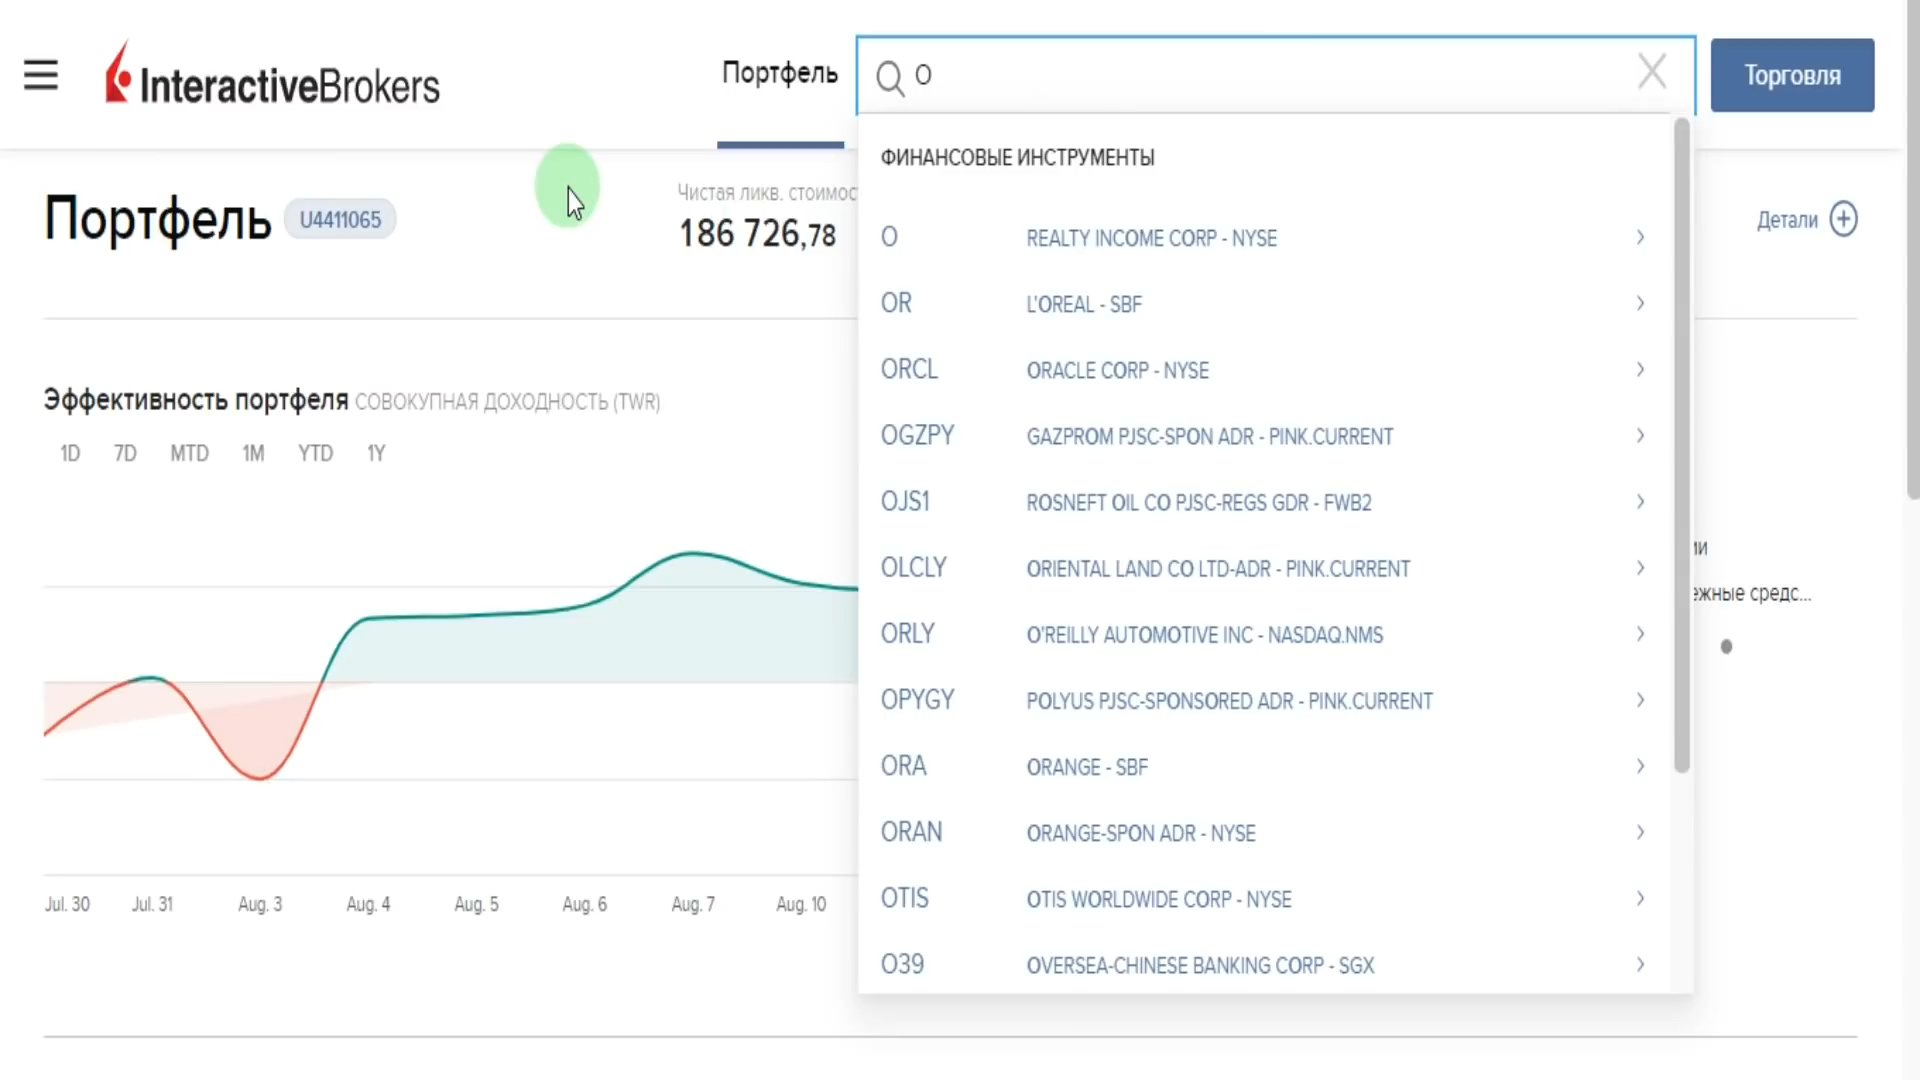 InteractiveBrokers
Портфель
O
Торговля
ФИНАНСОВЫЕ ИНСТРУМЕНТЫ
O REALTY INCOME CORP - NYSE
OR L'OREAL - SBF
ORCL ORACLE CORP - NYSE
OGZPY GAZPROM PJSC-SPON ADR - PINK.CURRENT
OJS1 ROSNEFT OIL CO PJSC-REGS GDR - FWB2
OLCLY ORIENTAL LAND CO LTD-ADR - PINK.CURRENT
ORLY O'REILLY AUTOMOTIVE INC - NASDAQ.NMS
OPYGY POLYUS PJSC-SPONSORED ADR - PINK.CURRENT
ORA ORANGE - SBF
ORAN ORANGE-SPON ADR - NYSE
OTIS OTIS WORLDWIDE CORP - NYSE
O39 OVERSEA-CHINESE BANKING CORP - SGX
Портфель U4411065
Чистая ликв.
186 726,78
Детали
Эффективность портфеля СОВОКУПНАЯ ДОХОДНОСТЬ (TWR)
1D 7D MTD 1M YTD 1Y
Jul. 30 Jul. 31 Aug. 3 Aug. 4 Aug. 5 Aug. 6 Aug. 7 Aug. 10